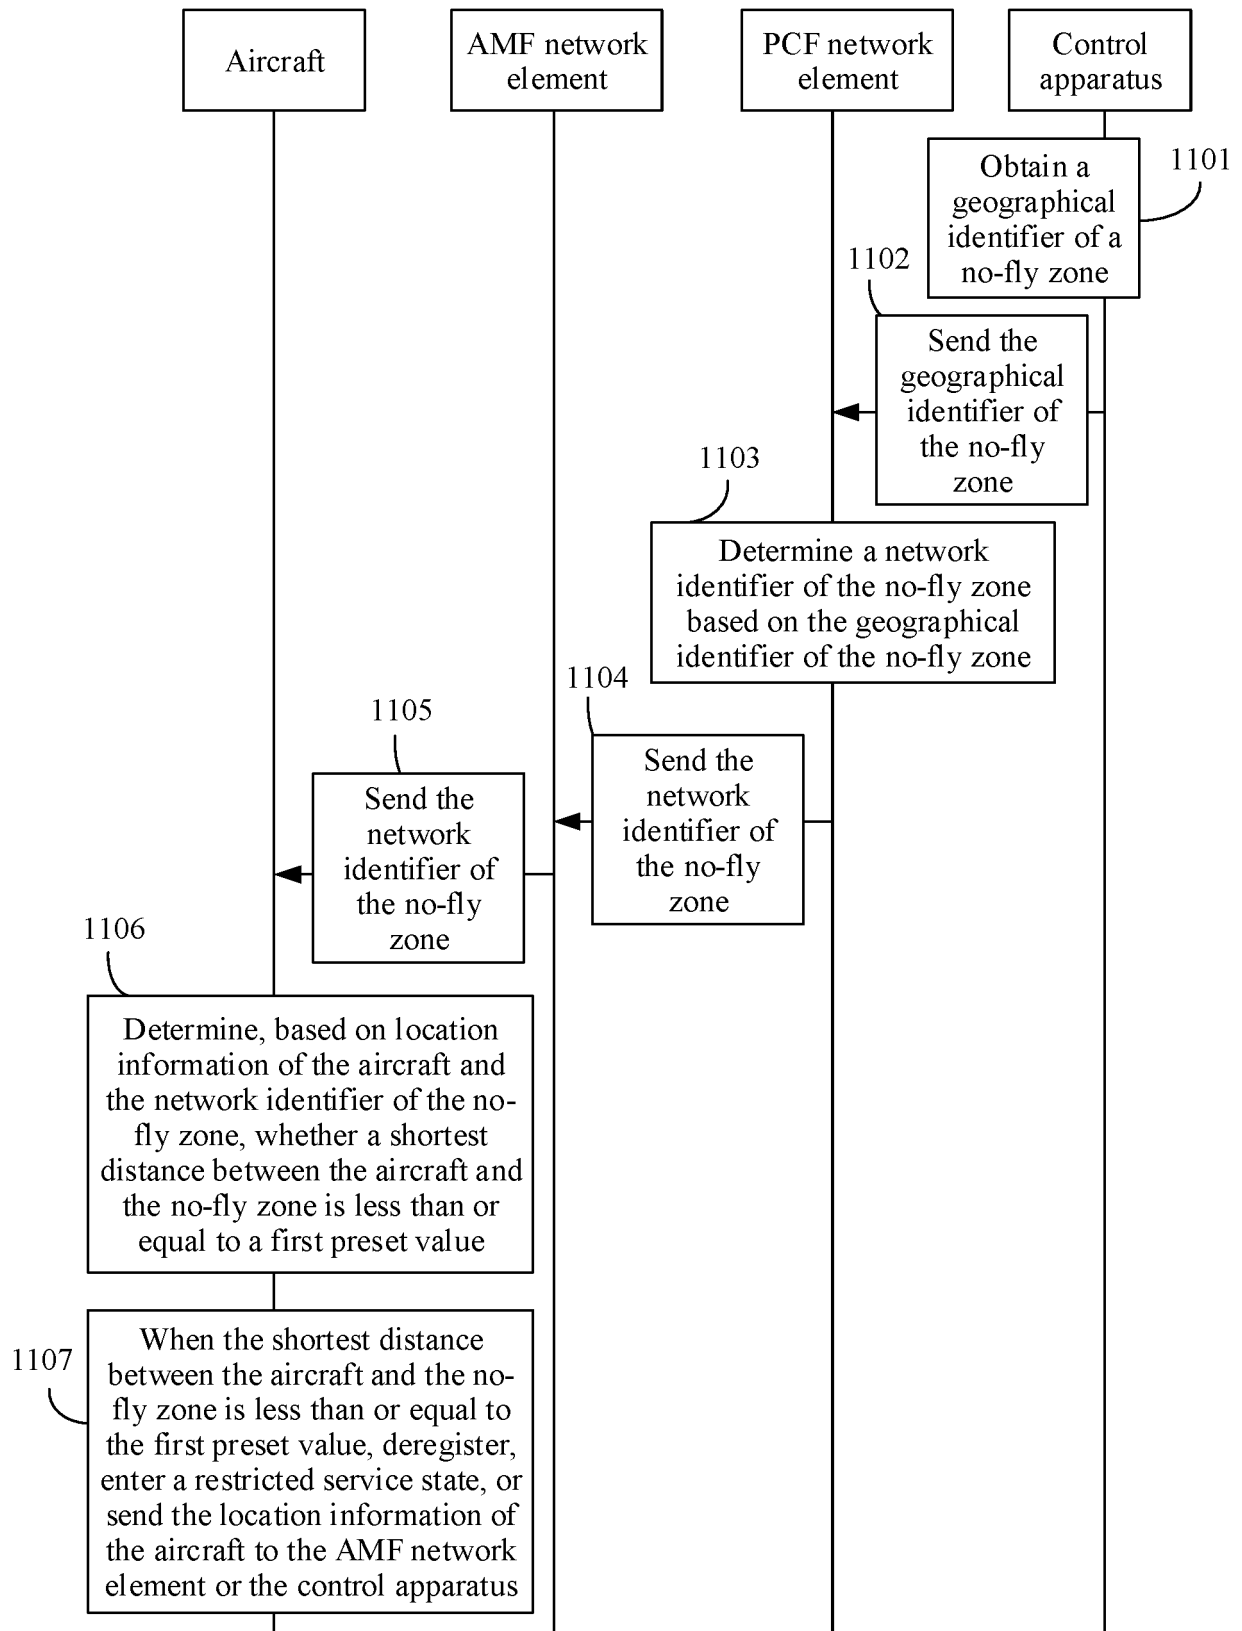 Aircraft
AMF network
element
PCF network
element
Control
apparatus
1101
Obtain a
geographical
identifier of a
no-fly zone
1102
Send the
geographical
identifier of
the no-fly
zone
1103
Determine a network
identifier of the no-fly zone
based on the geographical
identifier of the no-fly zone
1104
Send the
network
identifier of
the no-fly
zone
1105
Send the
network
identifier of
the no-fly
zone
1106
Determine, based on location
information of the aircraft and
the network identifier of the no-
fly zone, whether a shortest
distance between the aircraft and
the no-fly zone is less than or
equal to a first preset value
1107
When the shortest distance
between the aircraft and the no-
fly zone is less than or equal to
the first preset value, deregister,
enter a restricted service state, or
send the location information of
the aircraft to the AMF network
element or the control apparatus